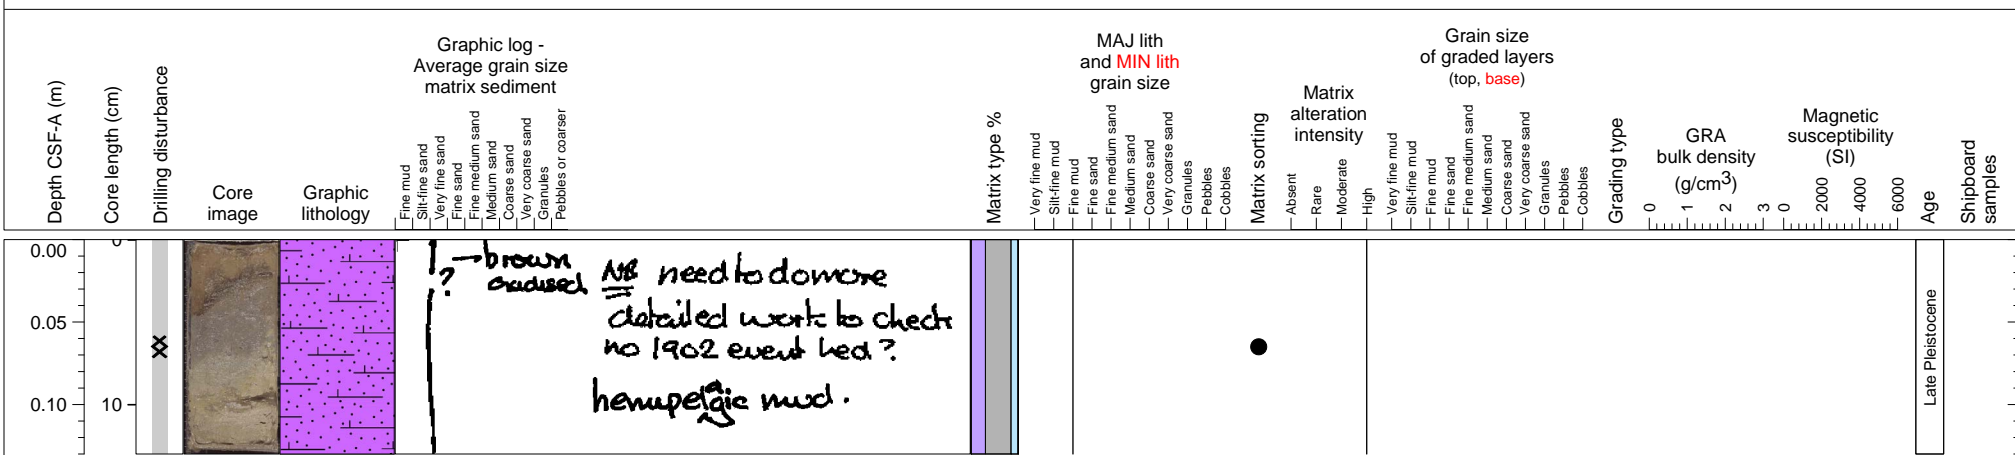 Depth CSF-A (m)
Core length (cm)
Drilling disturbance
Core
image
Graphic
lithology
Graphic log -
Average grain size
matrix sediment
Fine mud
Silt-fine sand
Very fine sand
Fine sand
Fine medium sand
Medium sand
Coarse sand
Very coarse sand
Granules
Pebbles or coarser
Matrix type %
MAJ lith
and MIN lith
grain size
Very fine mud
Silt-fine mud
Fine mud
Fine sand
Fine medium sand
Medium sand
Coarse sand
Very coarse sand
Granules
Pebbles
Cobbles
Matrix sorting
Matrix
alteration
intensity
Absent
Rare
Moderate
High
Grain size
of graded layers
(top, base)
Very fine mud
Silt-fine mud
Fine mud
Fine sand
Fine medium sand
Medium sand
Coarse sand
Very coarse sand
Granules
Pebbles
Cobbles
Grading type
GRA
bulk density
(g/cm3)
0 1 2 3
Magnetic
susceptibility
(SI)
0 2000 4000 6000
Age
Shipboard
samples
0.00
0.05
0.10
0
10
? brown
NB need to do more
detailed work to check
no 1902 event bed?
hemipelgaic mud.
Late Pleistocene